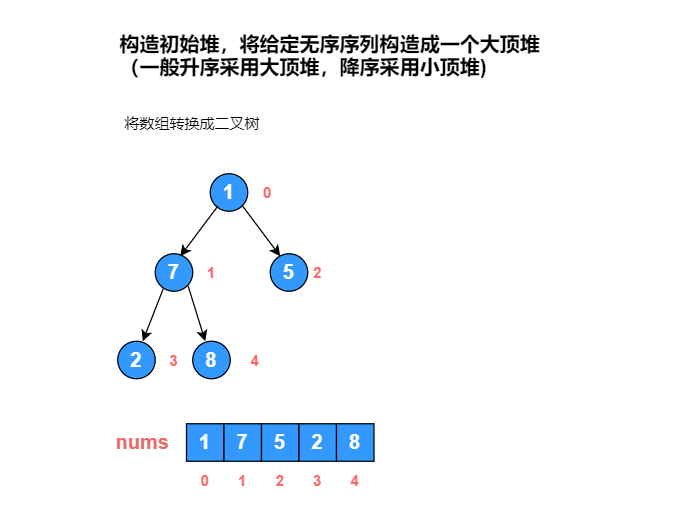 构造初始堆，将给定无序序列构造成一个大顶堆
（一般升序采用大顶堆，降序采用小顶堆)
将数组转换成二叉树
1 0
7 1 5 2
2 3 8 4
nums 1 7 5 2 8
0 1 2 3 4